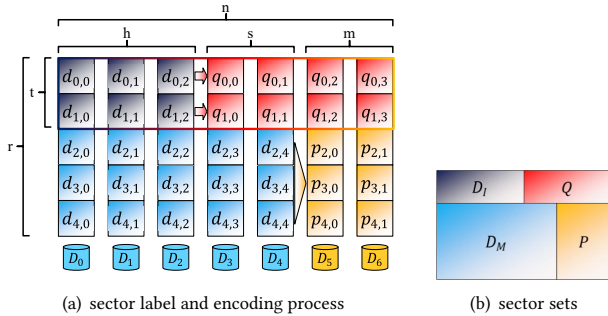 n
h s m
t
r
d0,0 d0,1 d0,2 q0,0 q0,1 q0,2 q0,3
d1,0 d1,1 d1,2 q1,0 q1,1 q1,2 q1,3
d2,0 d2,1 d2,2 d2,3 d2,4 p2,0 p2,1
d3,0 d3,1 d3,2 d3,3 d3,4 p3,0 p3,1
d4,0 d4,1 d4,2 d4,3 d4,4 p4,0 p4,1
D0 D1 D2 D3 D4 D5 D6
(a) sector label and encoding process
DI Q
DM P
(b) sector sets